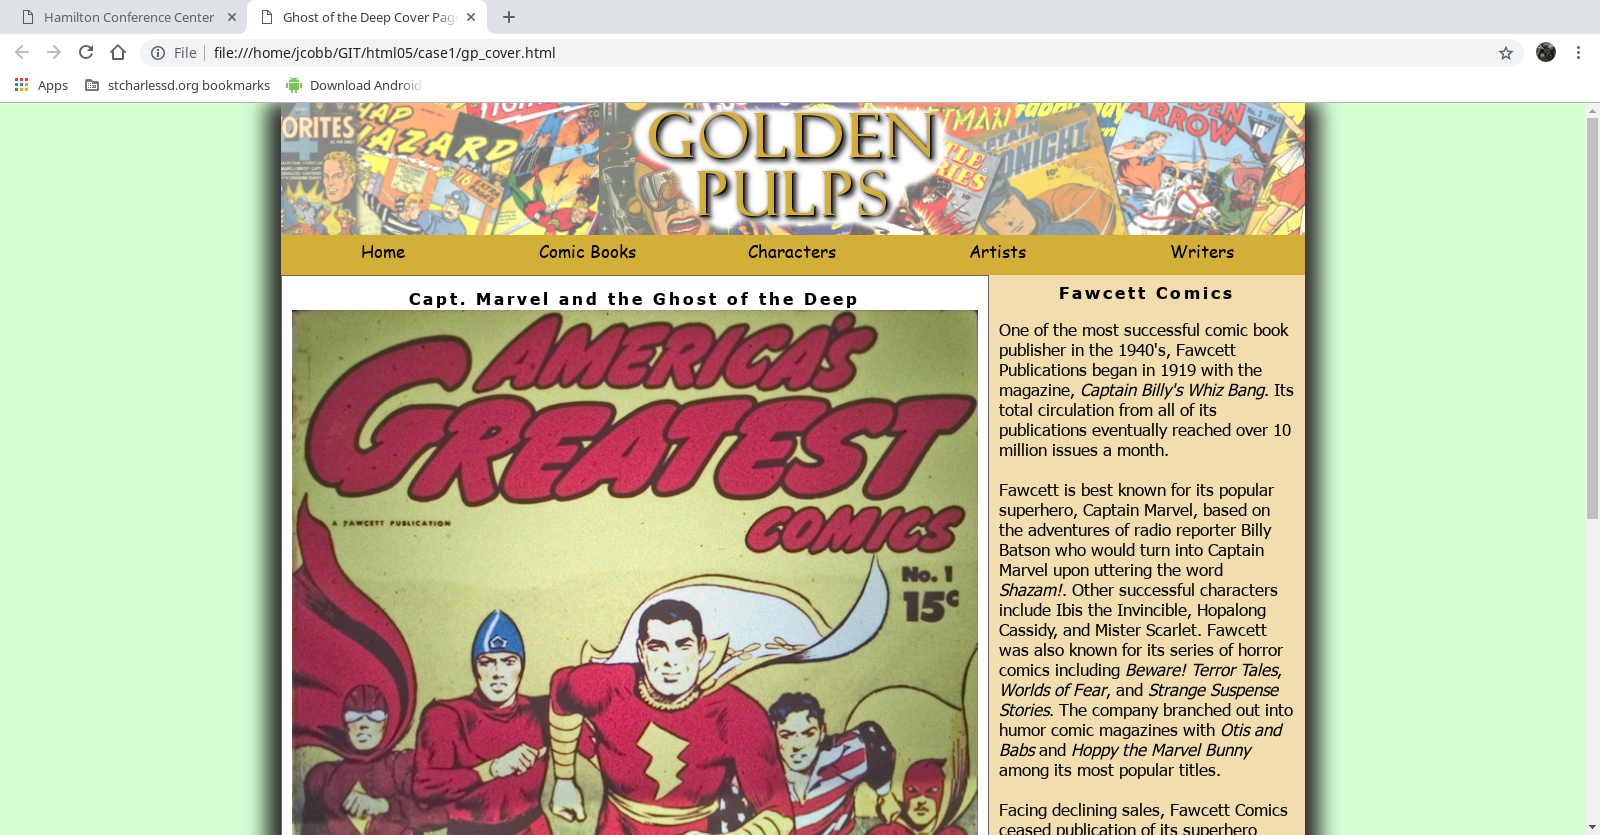 Hamilton Conference Center
Ghost of the Deep Cover Pag
File
file:///home/jcobb/GIT/html05/case1/gp_cover.html
Apps
stcharlessd.org bookmarks
Download Android
ORITES
HAZARD
GOLDEN
PULPS
MIDNIGHT
ARROW
10¢
Home
Comic Books
Characters
Artists
Writers
Capt. Marvel and the Ghost of the Deep
AMERICA'S
GREATEST
COMICS
A FAWCETT PUBLICATION
No. 1
15¢
Fawcett Comics
One of the most successful comic book
publisher in the 1940's, Fawcett
Publications began in 1919 with the
magazine, Captain Billy's Whiz Bang. Its
total circulation from all of its
publications eventually reached over 10
million issues a month.
Fawcett is best known for its popular
superhero, Captain Marvel, based on
the adventures of radio reporter Billy
Batson who would turn into Captain
Marvel upon uttering the word
Shazam!. Other successful characters
include Ibis the Invincible, Hopalong
Cassidy, and Mister Scarlet. Fawcett
was also known for its series of horror
comics including Beware! Terror Tales,
Worlds of Fear, and Strange Suspense
Stories. The company branched out into
humor comic magazines with Otis and
Babs and Hoppy the Marvel Bunny
among its most popular titles.
Facing declining sales, Fawcett Comics
ceased publication of its superhero